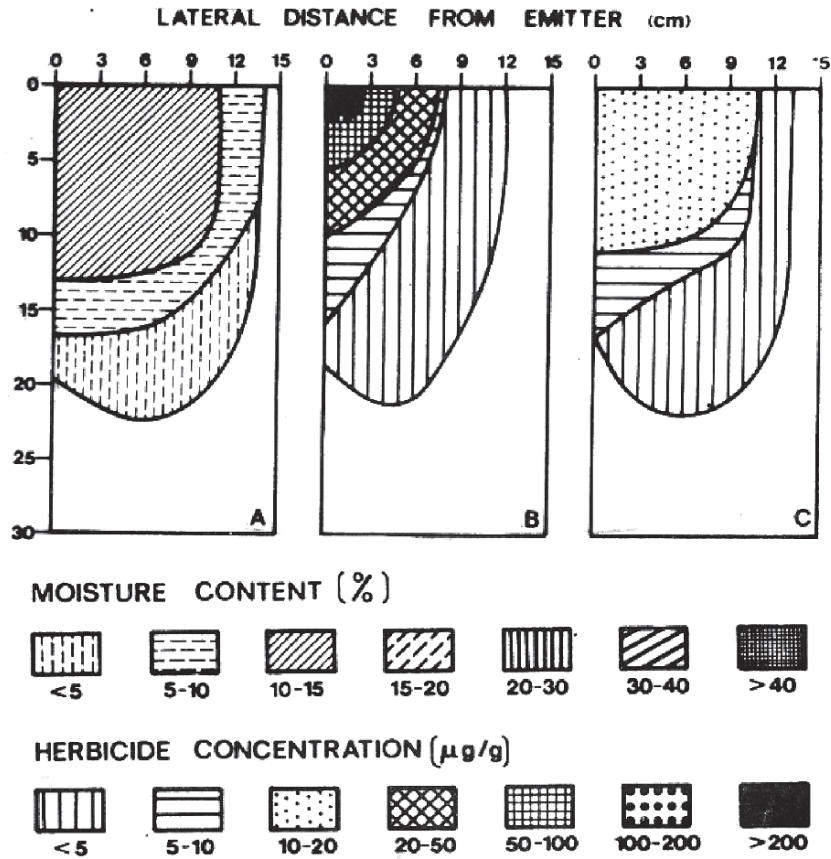 LATERAL DISTANCE FROM EMITTER (cm)
0 3 6 9 12 15 0 3 6 9 12 15 0 3 6 9 12 15
0
5
10
15
20
25
30
A B C
MOISTURE CONTENT (%)
<5 5-10 10-15 15-20 20-30 30-40 >40
HERBICIDE CONCENTRATION (μg/g)
<5 5-10 10-20 20-50 50-100 100-200 >200